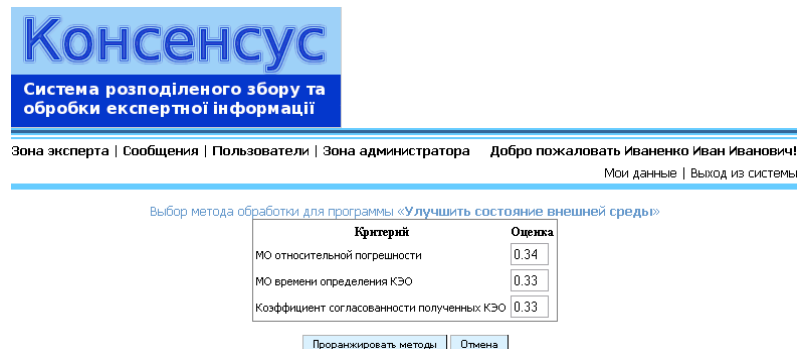 Консенсус
Система розподіленого збору та
обробки експертної інформації
Зона эксперта | Сообщения | Пользователи | Зона администратора Добро пожаловать Иваненко Иван Иванович!
Мои данные | Выход из системы
Выбор метода обработки для программы «Улучшить состояние внешней среды»
Критерий Оценка
МО относительной погрешности 0.34
МО времени определения КЭО 0.33
Коэффициент согласованности полученных КЭО 0.33
Проранжировать методы Отмена